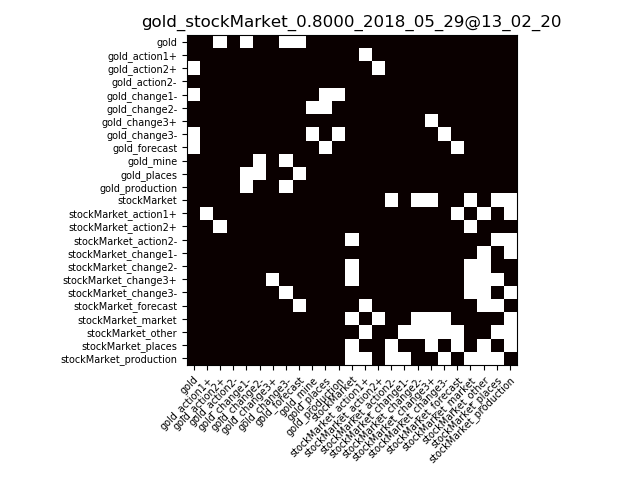 gold_stockMarket_0.8000_2018_05_29@13_02_20
gold
gold_action1+
gold_action2+
gold_action2-
gold_change1-
gold_change2-
gold_change3+
gold_change3-
gold_forecast
gold_mine
gold_places
gold_production
stockMarket
stockMarket_action1+
stockMarket_action2+
stockMarket_action2-
stockMarket_change1-
stockMarket_change2-
stockMarket_change3+
stockMarket_change3-
stockMarket_forecast
stockMarket_market
stockMarket_other
stockMarket_places
stockMarket_production
gold
gold_action1+
gold_action2+
gold_action2-
gold_change1-
gold_change2-
gold_change3+
gold_change3-
gold_forecast
gold_mine
gold_places
gold_production
stockMarket
stockMarket_action1+
stockMarket_action2+
stockMarket_action2-
stockMarket_change1-
stockMarket_change2-
stockMarket_change3+
stockMarket_change3-
stockMarket_forecast
stockMarket_market
stockMarket_other
stockMarket_places
stockMarket_production